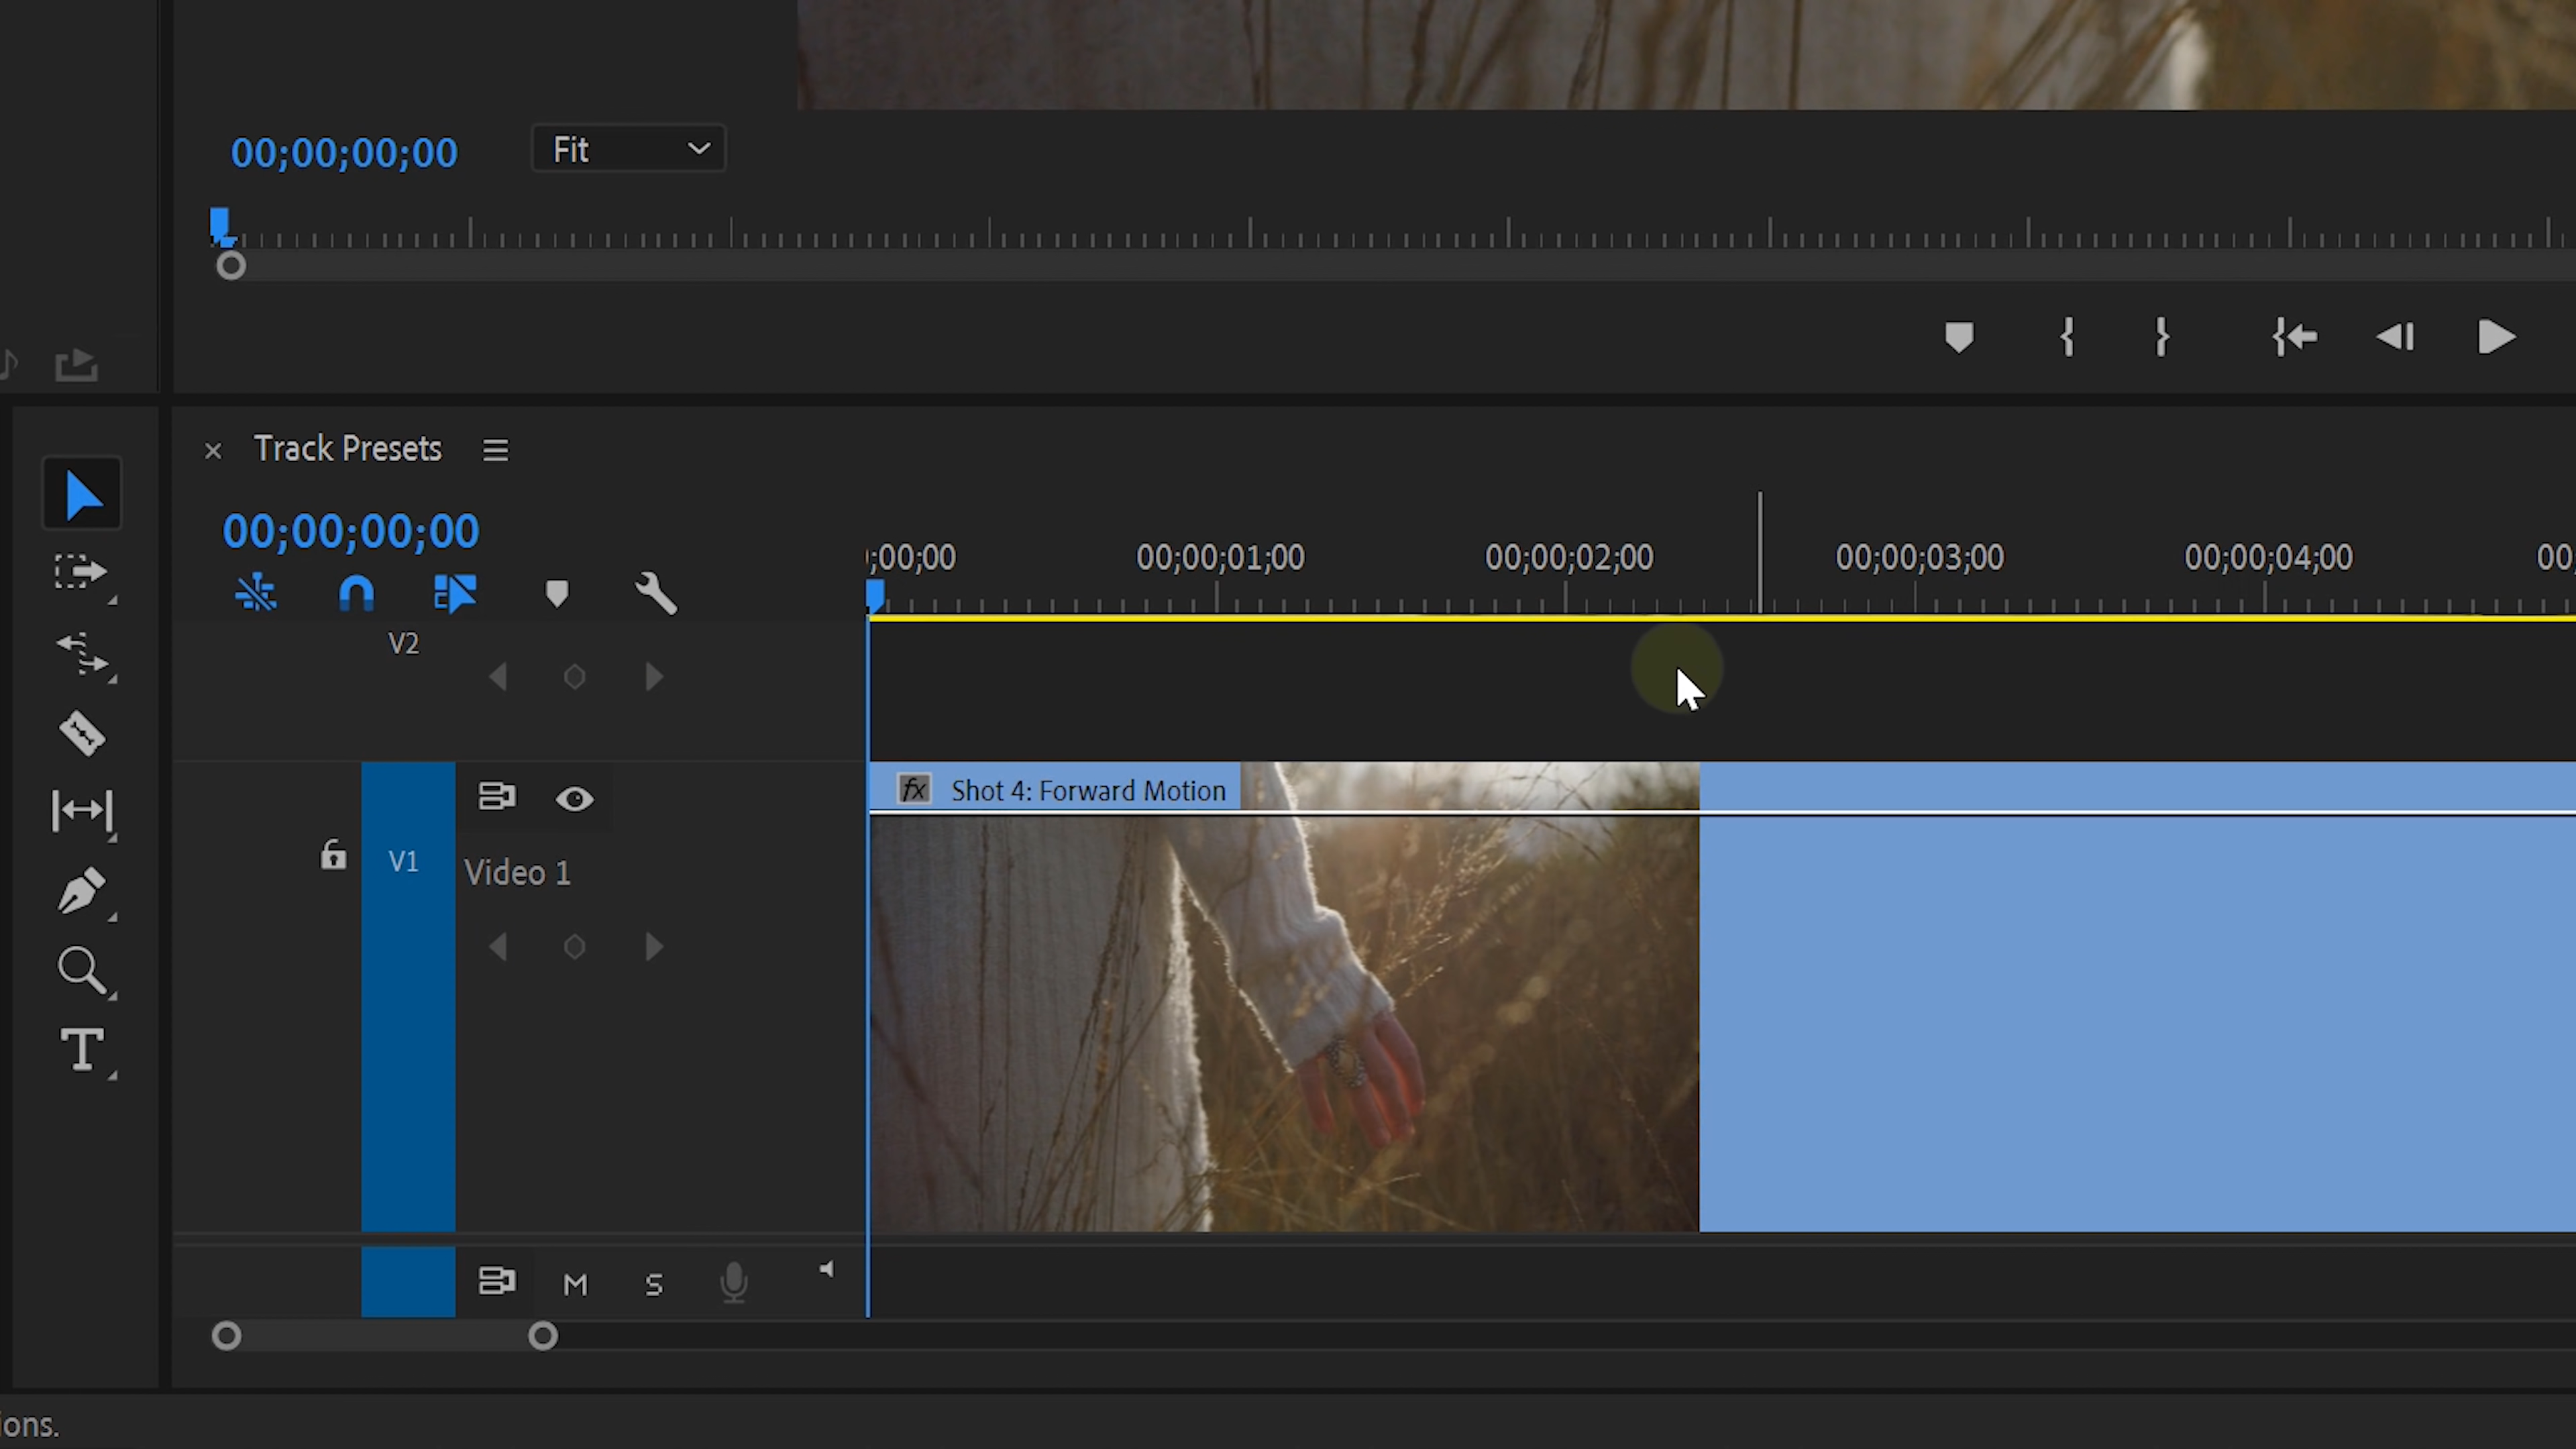 00;00;00;00
Fit
Track Presets
00;00;00;00
;00;00
00;00;01;00
00;00;02;00
00;00;03;00
00;00;04;00
00;
V2
fx Shot 4: Forward Motion
V1
Video 1
M
S
ions.